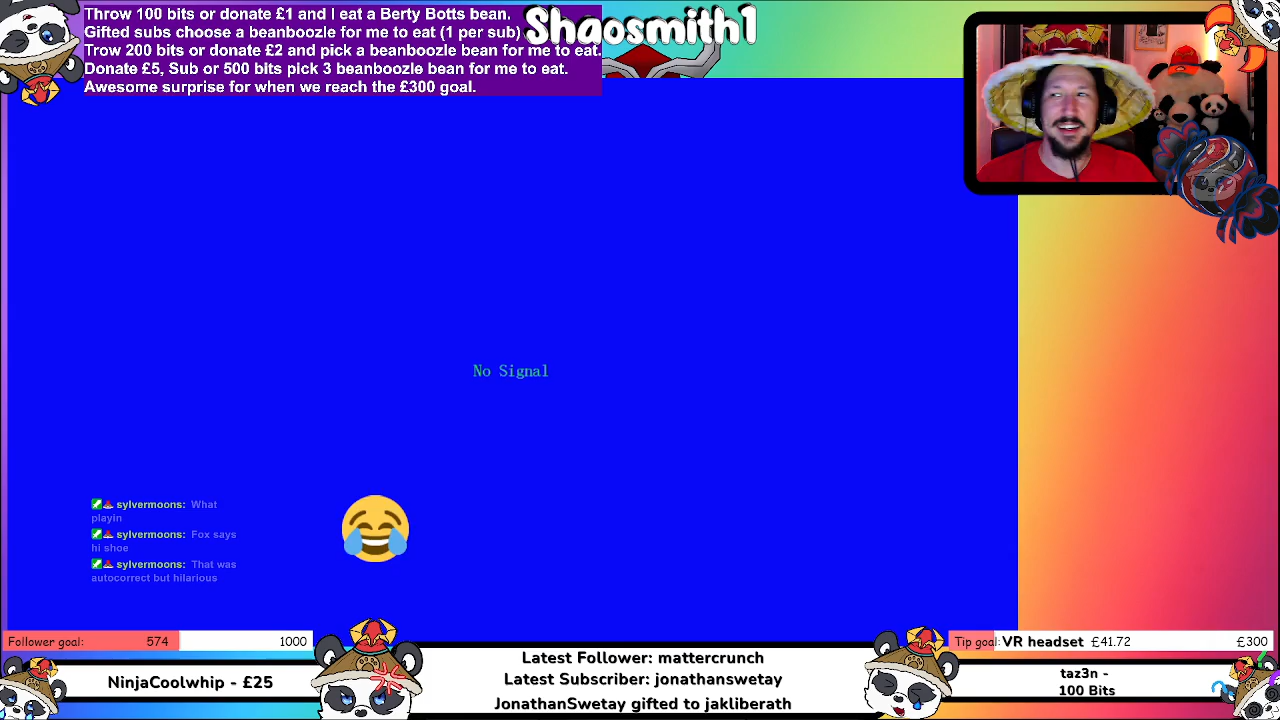 Throw 100 bits or donate £1 and I eat a Berty Botts bean.
Gifted subs choose a beanboozle for me to eat (1 per sub)
Trow 200 bits or donate £2 and pick a beanboozle bean for me to eat.
Donate £5, Sub or 500 bits pick 3 beanboozle bean for me to eat.
Awesome surprise for when we reach the £300 goal.
Shaosmith1
No Signal
sylvermoons: What
playin
sylvermoons: Fox says
hi shoe
sylvermoons: That was
autocorrect but hilarious
Follower goal: 574 1000
Tip goal: VR headset £41.72 £300
NinjaCoolwhip - £25
Latest Follower: mattercrunch
Latest Subscriber: jonathanswetay
JonathanSwetay gifted to jakliberath
taz3n -
100 Bits